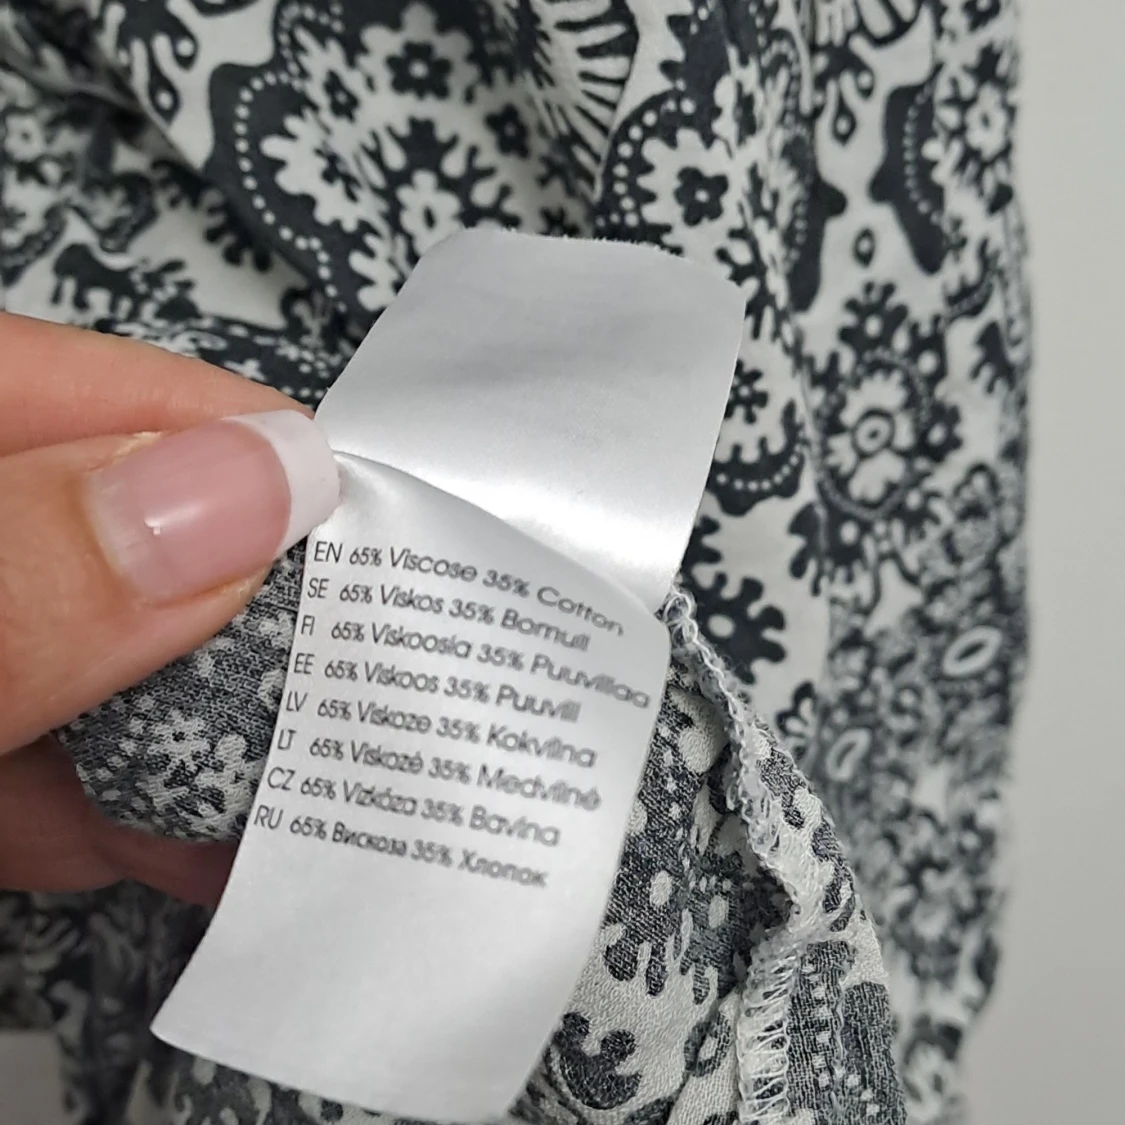 EN 65% Viscose 35% Cotton
SE 65% Viskos 35% Bomull
FI 65% Viskoosia 35% Puuvillaa
EE 65% Viskoos 35% Puuvill
LV 65% Viskoze 35% Kokvilna
LT 65% Viskozė 35% Medvilnė
CZ 65% Vizkóza 35% Bavlna
RU 65% Вискоза 35% Хлопок